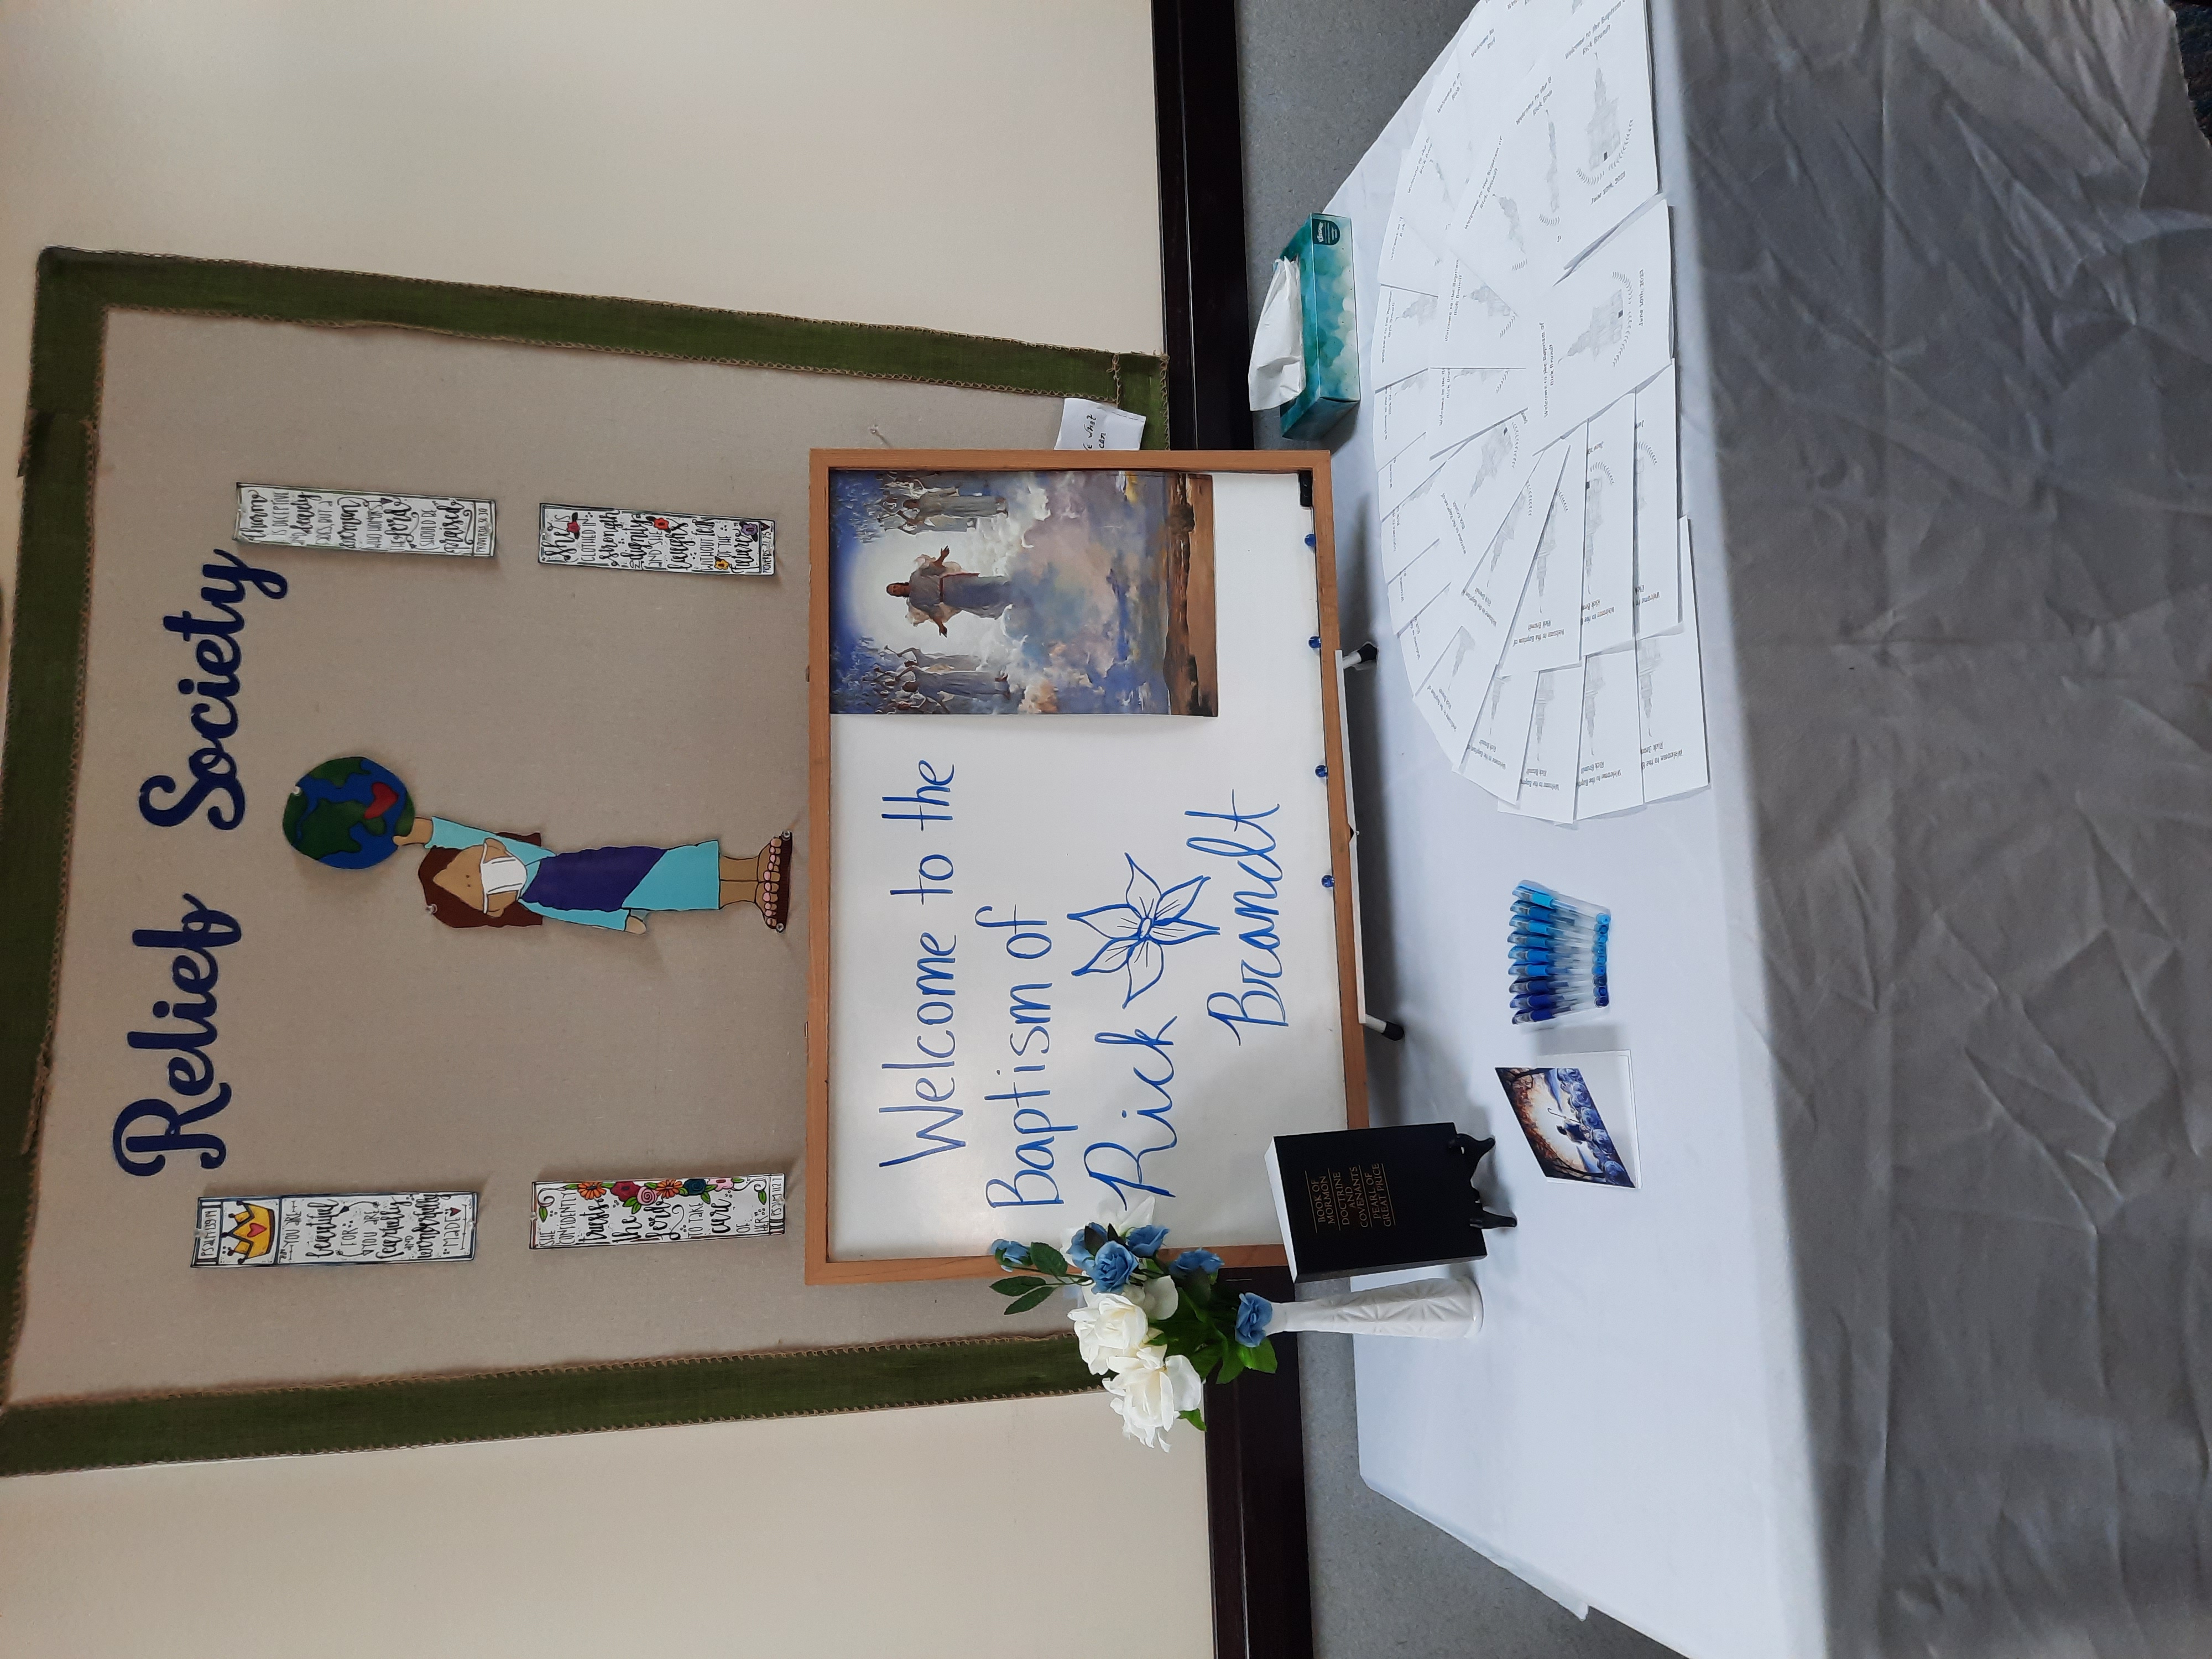 Relief Society
PSALM 139:14
YOU ARE
beautiful
FOR
YOU ARE
fearfully
AND
wonderfully
MADE
Charm
IS DECEPTIVE
AND beauty
FADES, BUT A
woman
WHO HONORS
THE Lord
SHOULD BE
praised
PROVERBS 31:30
SHE
CONFIDENTLY
trusts
the
Lord
TO TAKE
care
OF
HER
PSALM 112:7
She IS
CLOTHED IN
strength
AND dignity
AND SHE
laughs
WITHOUT fear
OF THE
future
PROVERBS 31:25
Welcome to the
Baptism of
Rick
Brandt
BOOK OF
MORMON
DOCTRINE
AND
COVENANTS
PEARL OF
GREAT PRICE
Kleenex
Welcome to the Baptism of
Rick Brandt